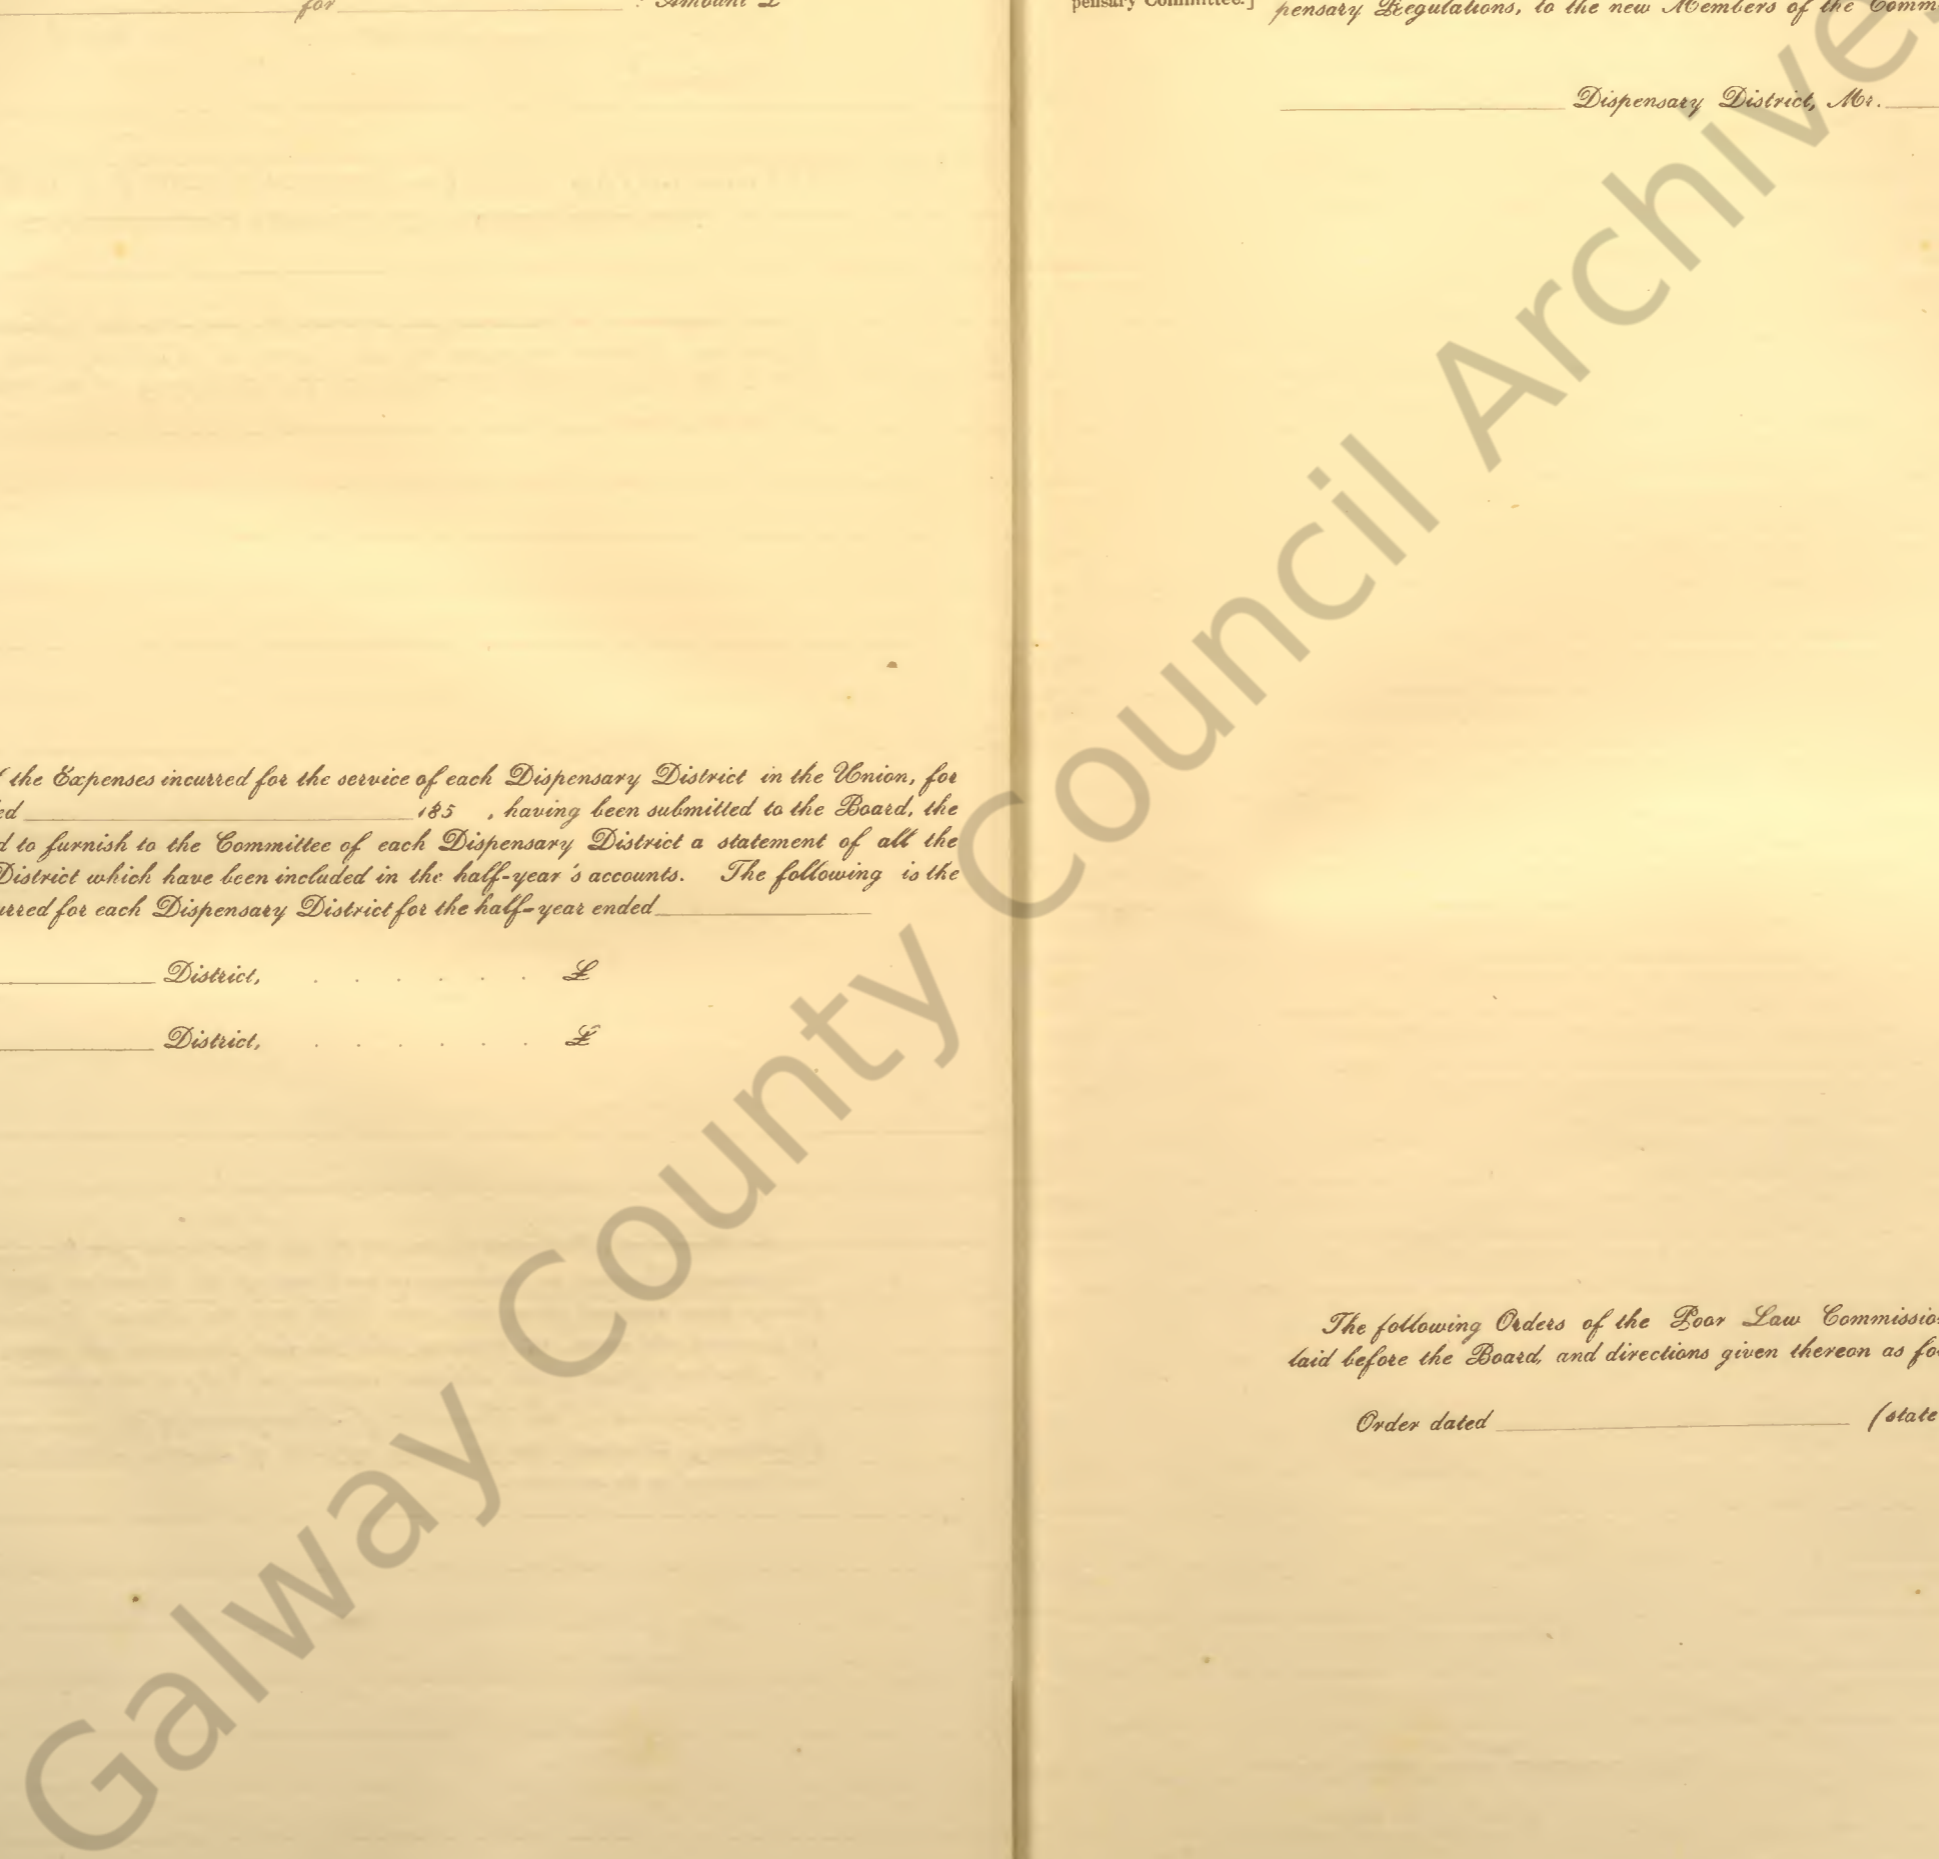 for : Amount £
the Expenses incurred for the service of each Dispensary District in the Union, for
ed 185 , having been submitted to the Board, the
d to furnish to the Committee of each Dispensary District a statement of all the
District which have been included in the half-year's accounts. The following is the
urred for each Dispensary District for the half-year ended
District, . . . . . . £
District, . . . . . . £
pensary Committee.]
pensary Regulations, to the new Members of the Comm
Dispensary District, Mr.
The following Orders of the Poor Law Commission
laid before the Board, and directions given thereon as fo
Order dated (state
Galway County Council Archives